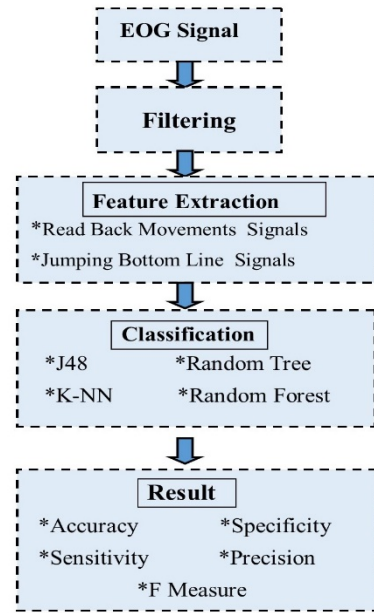 EOG Signal
Filtering
Feature Extraction
*Read Back Movements Signals
*Jumping Bottom Line Signals
Classification
*J48 *Random Tree
*K-NN *Random Forest
Result
*Accuracy *Specificity
*Sensitivity *Precision
*F Measure